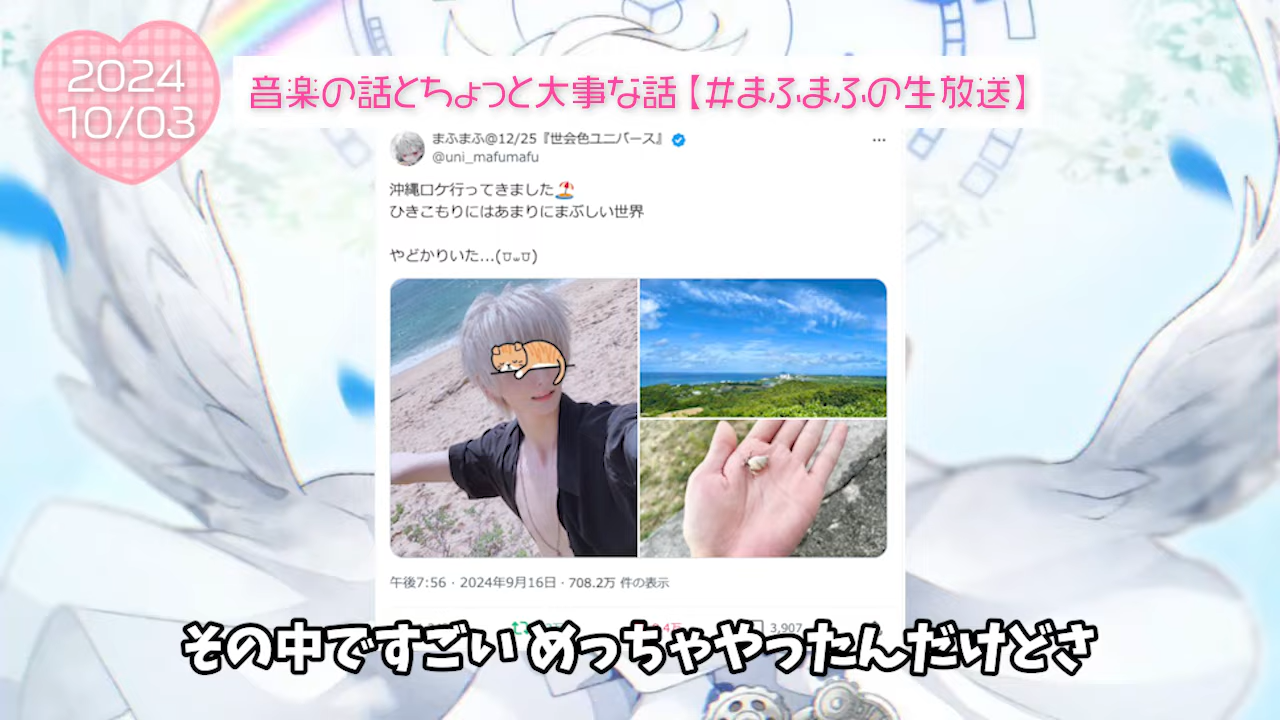 2024
10/03
音楽の話とちょっと大事な話【#まふまふの生放送】
まふまふ@12/25『世会色ユニバース』
@uni_mafumafu
沖縄ロケ行ってきました🏖️
ひきこもりにはあまりにまぶしい世界
やどかりいた...(ᅙᴗᅙ)
午後7:56 · 2024年9月16日 · 708.2万 件の表示
3,907
その中ですごい めっちゃやったんだけどさ